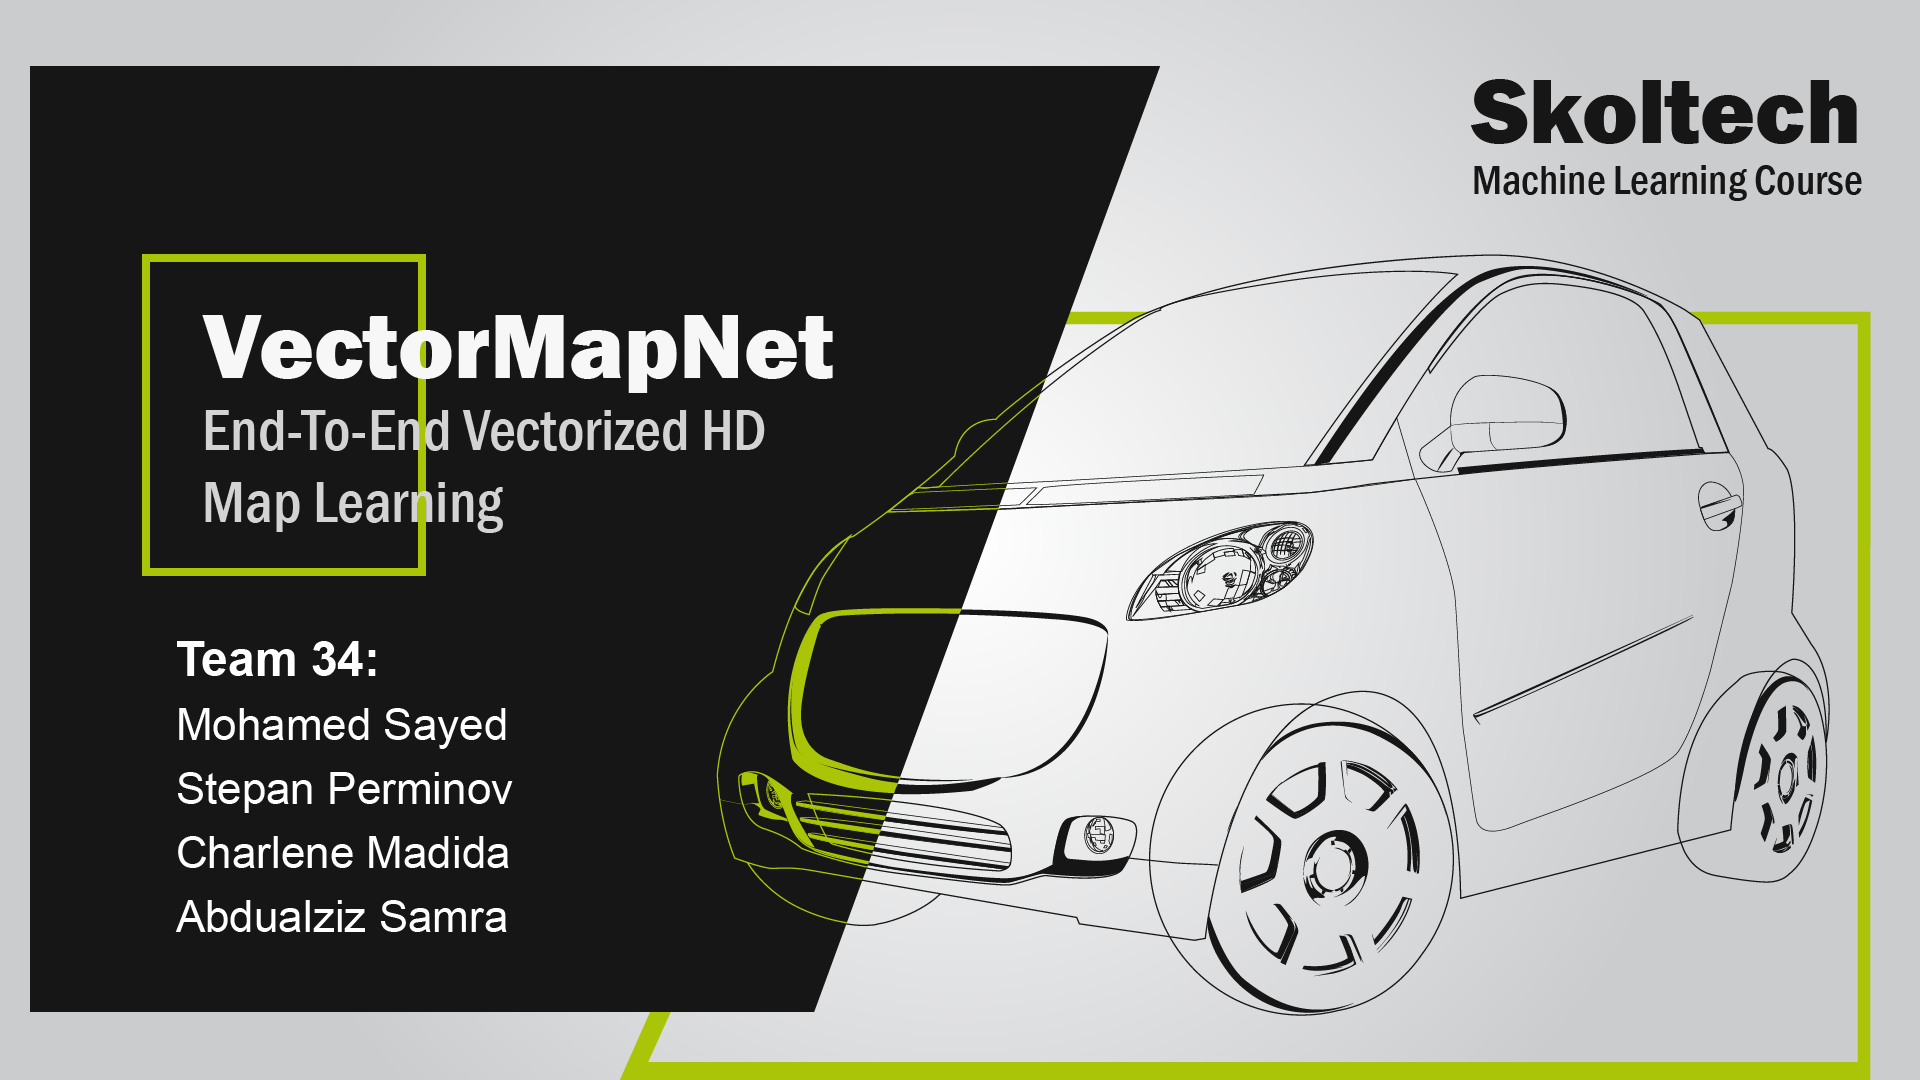 Skoltech
Machine Learning Course
VectorMapNet
End-To-End Vectorized HD
Map Learning
Team 34:
Mohamed Sayed
Stepan Perminov
Charlene Madida
Abdualziz Samra